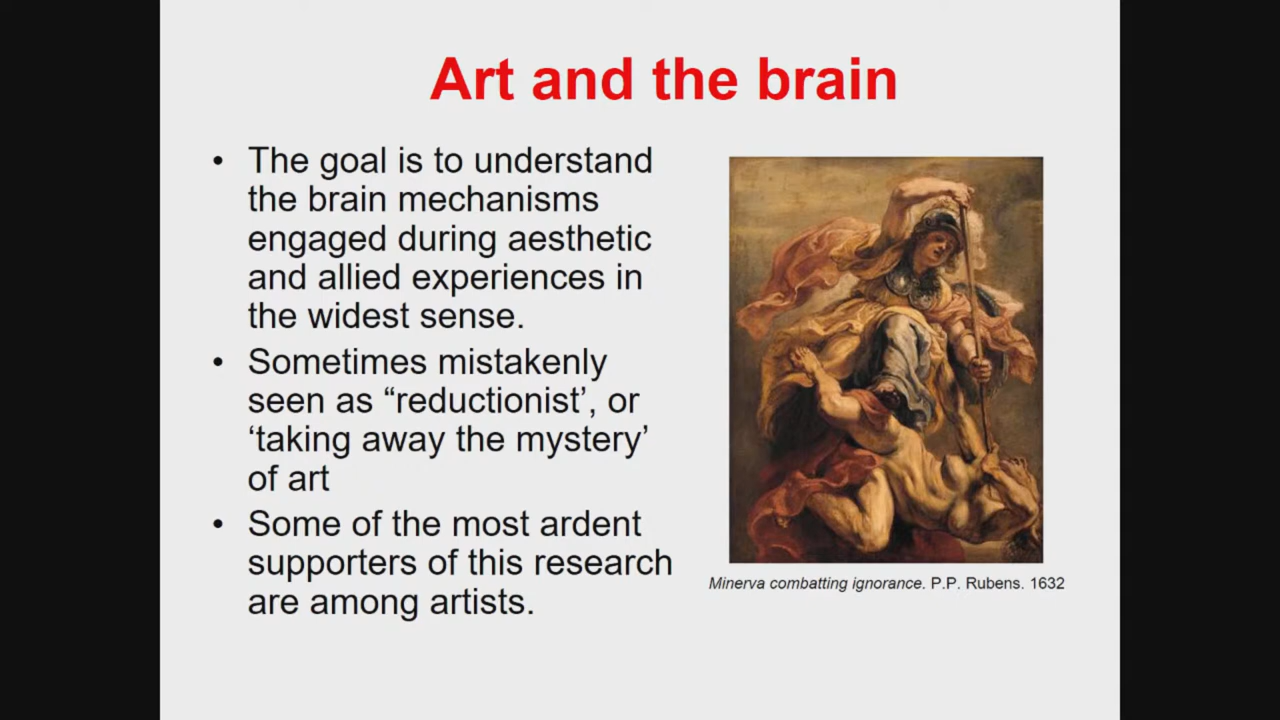 Art and the brain
• The goal is to understand
the brain mechanisms
engaged during aesthetic
and allied experiences in
the widest sense.
• Sometimes mistakenly
seen as “reductionist’, or
‘taking away the mystery’
of art
• Some of the most ardent
supporters of this research
are among artists.
Minerva combatting ignorance. P.P. Rubens. 1632